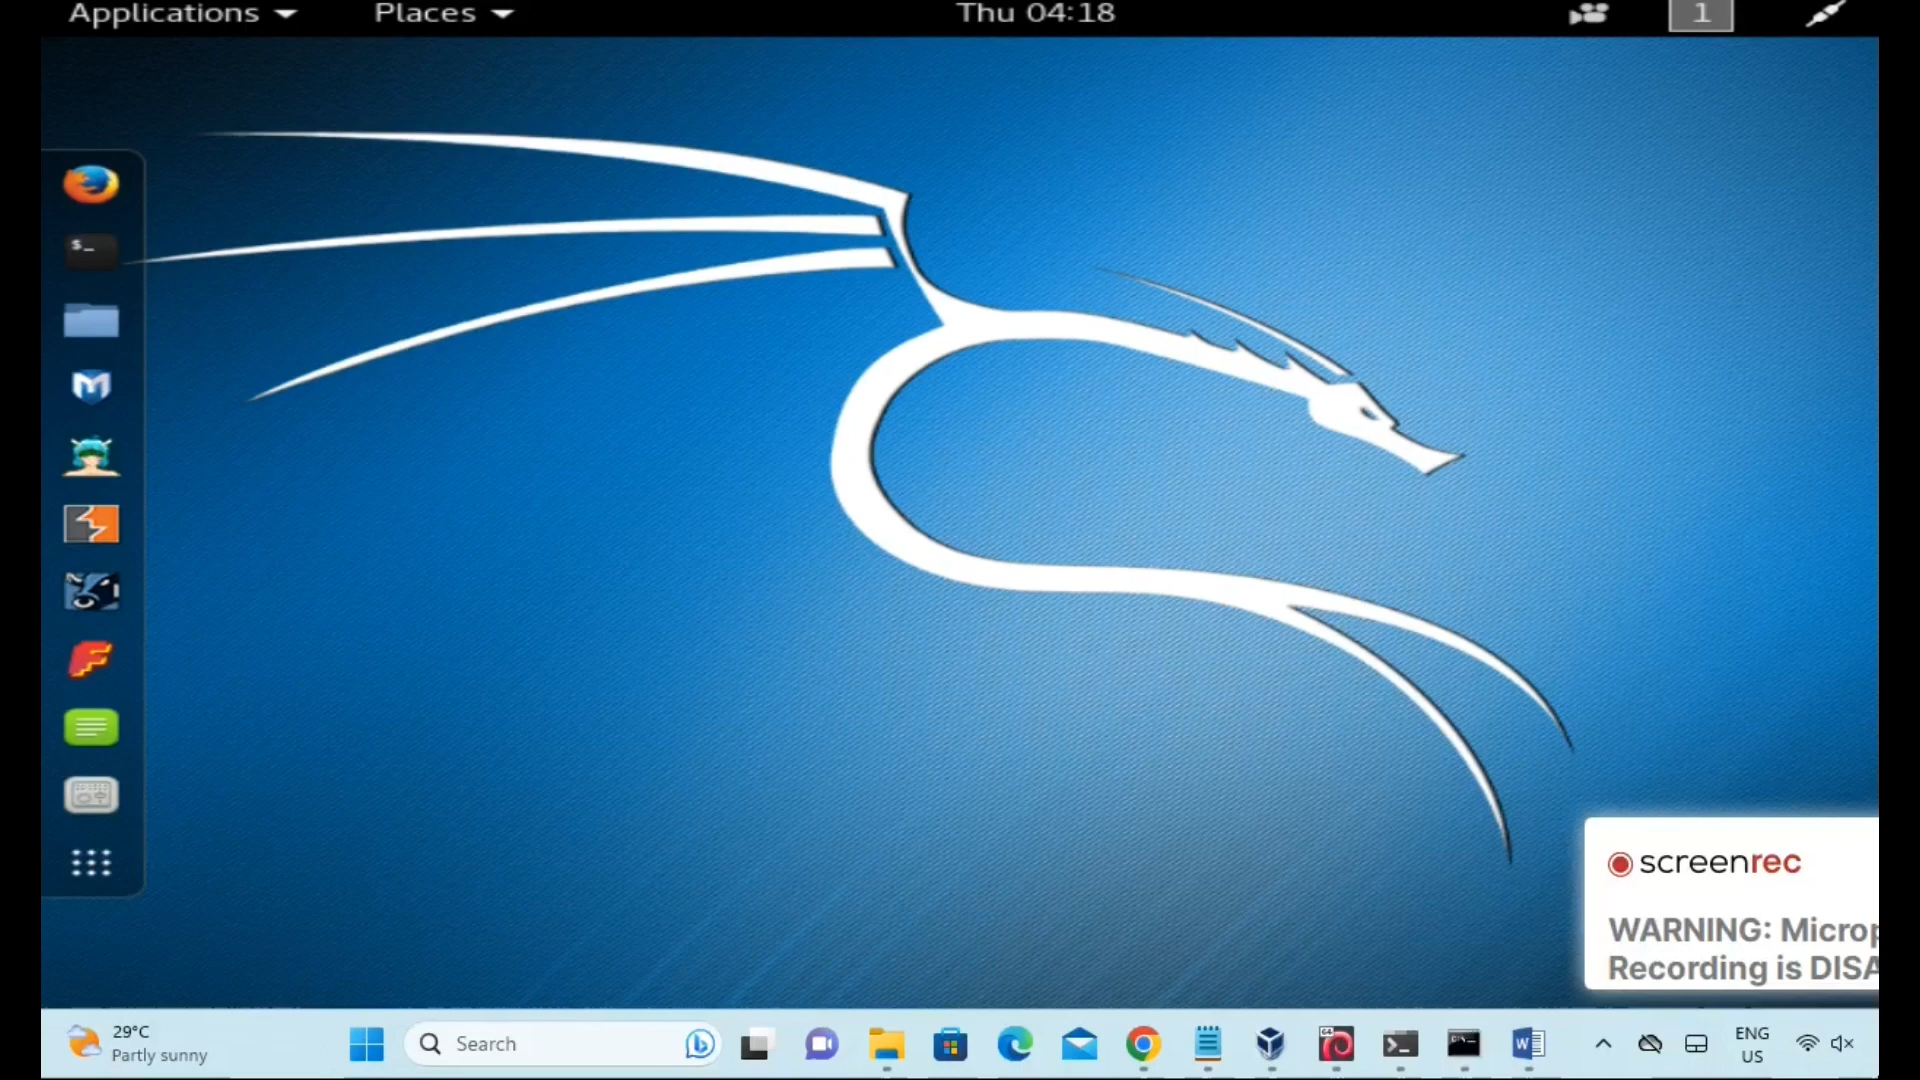 Applications
Places
Thu 04:18
1
$_
screenrec
WARNING: Microp
Recording is DISA
29°C
Partly sunny
Search
ENG
US